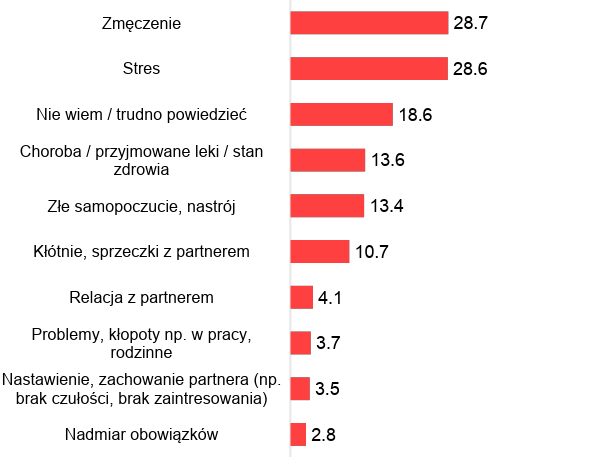 Zmęczenie 28.7
Stres 28.6
Nie wiem / trudno powiedzieć 18.6
Choroba / przyjmowane leki / stan
zdrowia 13.6
Złe samopoczucie, nastrój 13.4
Kłótnie, sprzeczki z partnerem 10.7
Relacja z partnerem 4.1
Problemy, kłopoty np. w pracy,
rodzinne 3.7
Nastawienie, zachowanie partnera (np.
brak czułości, brak zaintresowania) 3.5
Nadmiar obowiązków 2.8